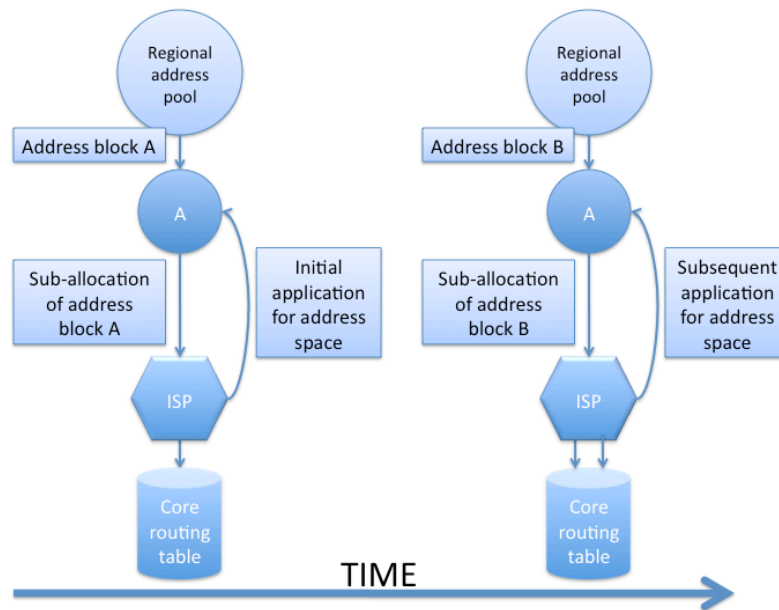 Regional
address
pool
Address block A
A
Sub-allocation
of address
block A
Initial
application
for address
space
ISP
Core
routing
table
Regional
address
pool
Address block B
A
Sub-allocation
of address
block B
Subsequent
application
for address
space
ISP
Core
routing
table
TIME